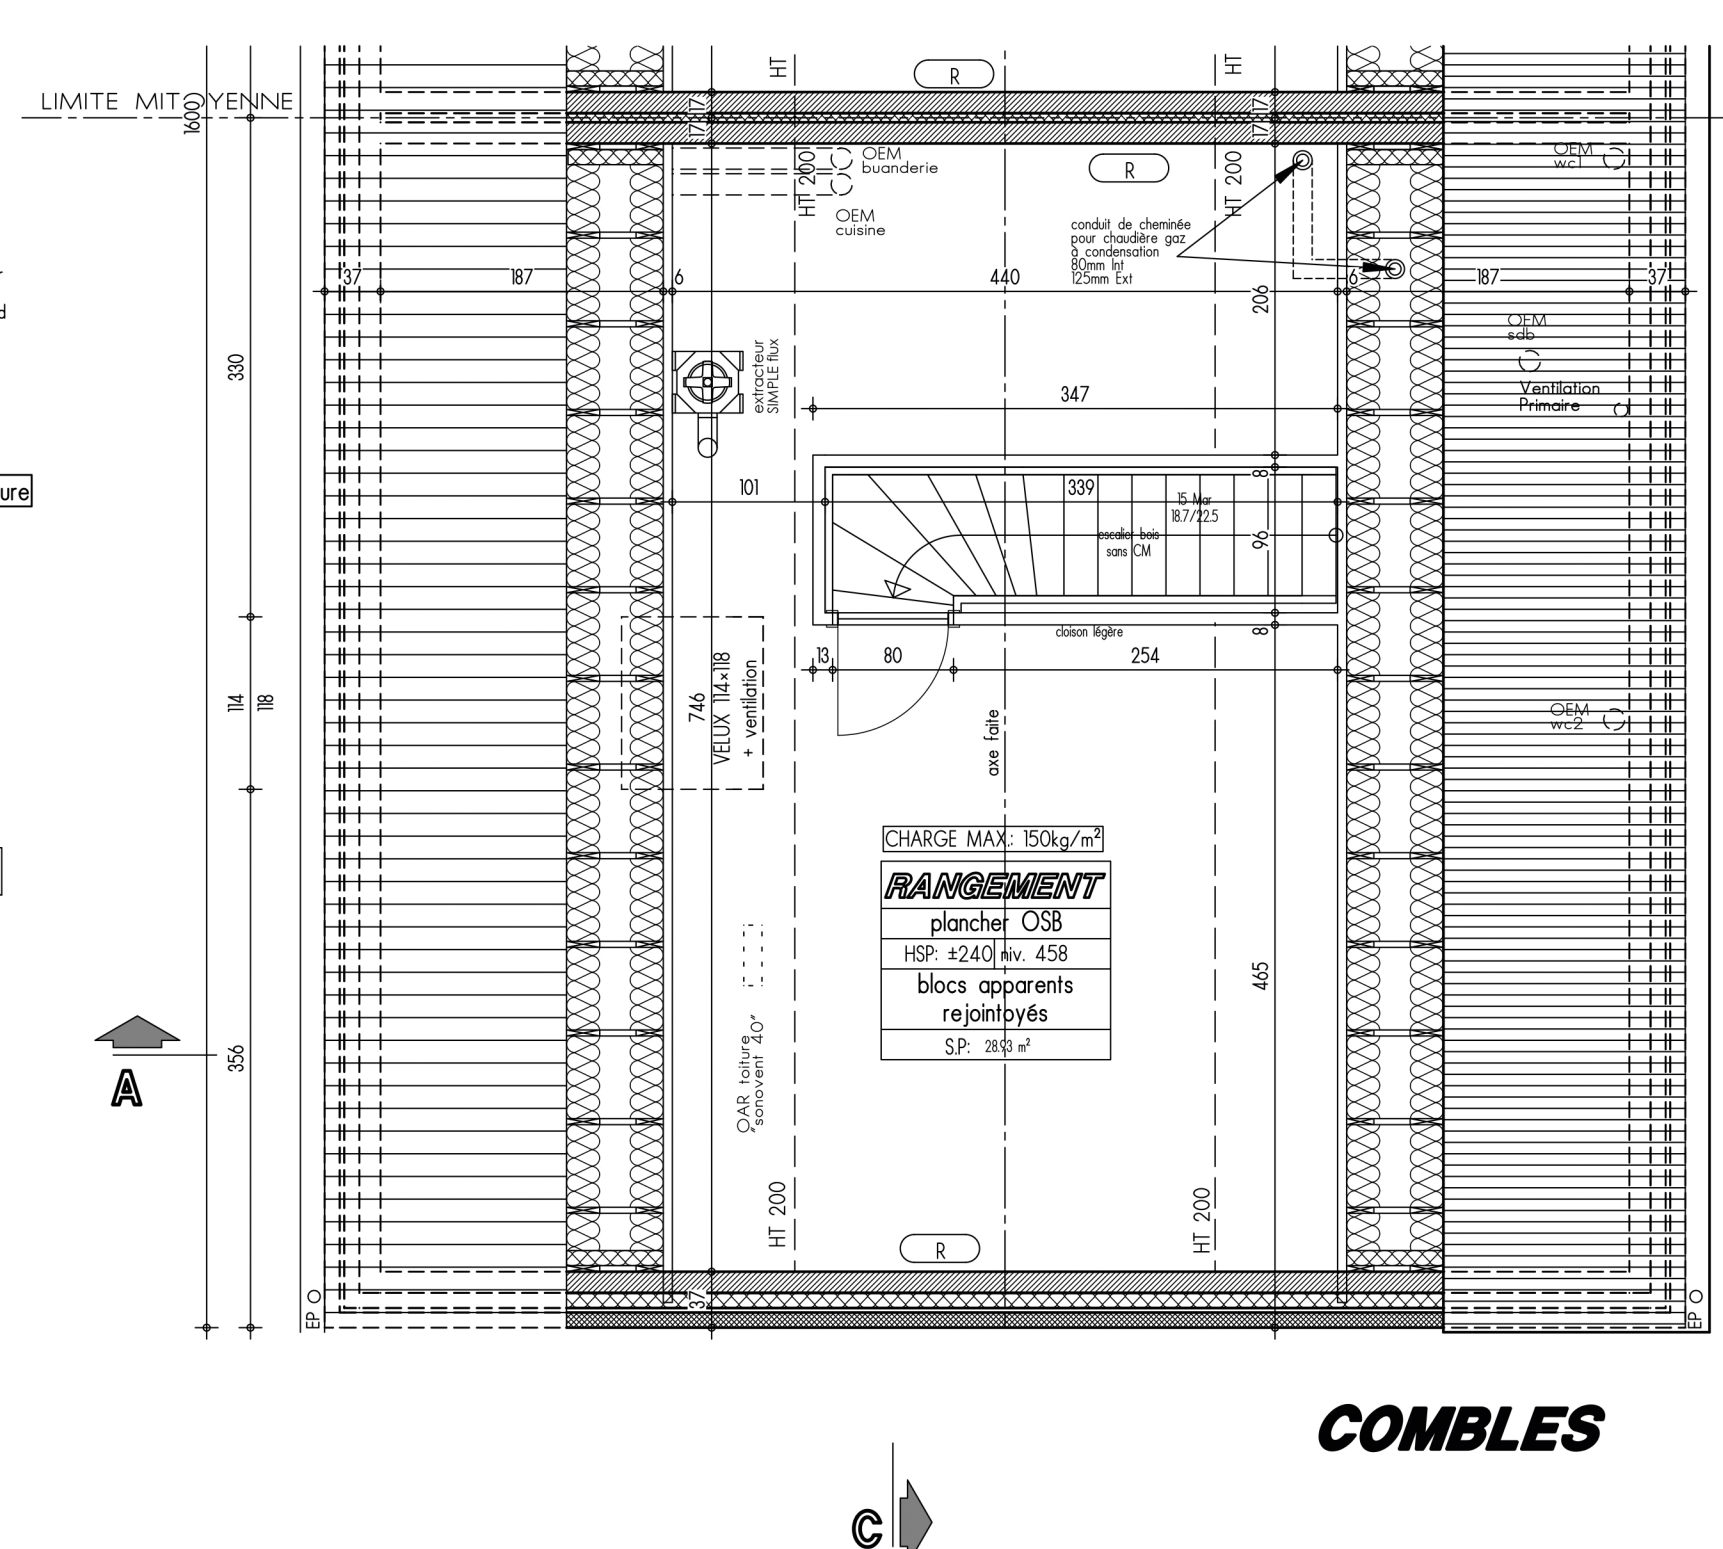 HT
R
HT
LIMITE MITOYENNE
1600
17
17
17
17
OEM
buanderie
HT 200
OEM
cuisine
R
HT 200
OEM
wc1
conduit de cheminée
pour chaudière gaz
à condensation
80mm Int
125mm Ext
37
187
6
440
206
6
187
37
d
330
OEM
sdb
extracteur
SIMPLE flux
Ventilation
Primaire
347
ure
101
339
8
15 Mar
18.7/22.5
escalier bois
sans CM
96
cloison légère
8
13
80
254
114
118
746
VELUX 114x118
+ ventilation
axe faite
OEM
wc2
CHARGE MAX.: 150kg/m²
RANGEMENT
plancher OSB
HSP: ±240 niv. 458
blocs apparents
rejointoyés
S.P: 28.93 m²
465
356
A
OAR toiture
"sonovent 40"
HT 200
HT 200
R
37
EP
EP
COMBLES
C